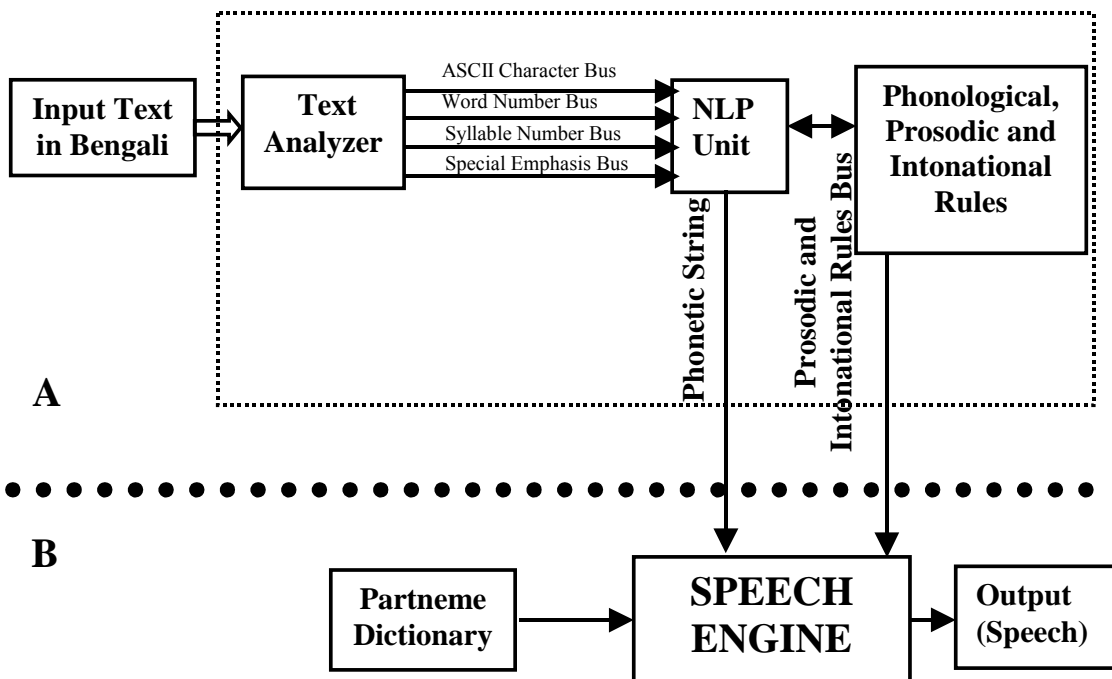 Input Text
in Bengali
Text
Analyzer
ASCII Character Bus
Word Number Bus
Syllable Number Bus
Special Emphasis Bus
NLP
Unit
Phonological,
Prosodic and
Intonational
Rules
Phonetic String
Prosodic and
Intonational Rules Bus
A
B
Partneme
Dictionary
SPEECH
ENGINE
Output
(Speech)